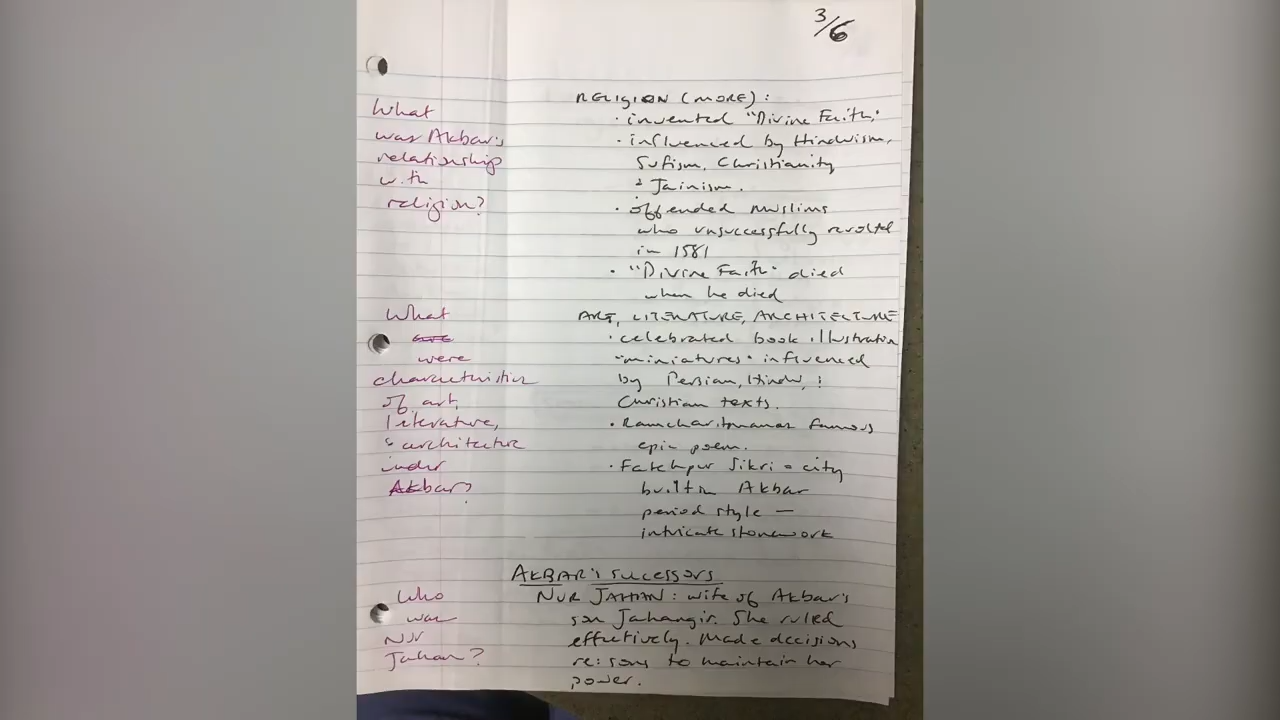 3/6
RELIGION (MORE):
What
· invented "Divine Faith"
was Akbar's
· influenced by Hinduism,
relationship
Sufism, Christianity
with
& Jainism.
religion?
· offended Muslims
who unsuccessfully revolted
in 1581
· "Divine Faith" died
when he died
What
ART, LITERATURE, ARCHITECTURE
are
· celebrated book illustration
were
"miniatures" influenced
characteristics
by Persian, Hindu, &
of art,
Christian texts.
literature,
· Ramcharitmanas famous
& architecture
epic poem.
under
· Fatehpur Sikri = city
Akbar?
built in Akbar
period style —
intricate stonework
AKBAR'S SUCESSORS
Who
NUR JAHAN: wife of Akbar's
was
son Jahangir. She ruled
Nur
effectively. Made decisions
Jahan?
re: sons to maintain her
power.